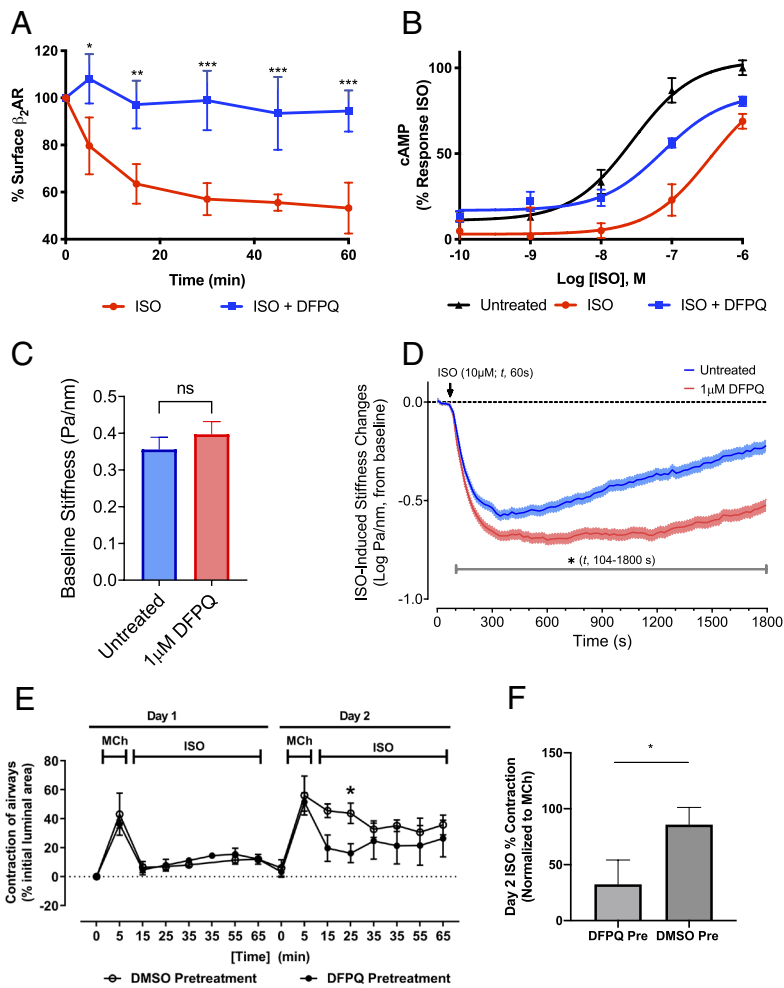 A
% Surface β2AR
120
100
80
60
40
* ** *** *** ***
0 20 40 60
Time (min)
ISO ISO + DFPQ
B
cAMP
(% Response ISO)
100
50
0
-10 -9 -8 -7 -6
Log [ISO], M
Untreated ISO ISO + DFPQ
C
Baseline Stiffness (Pa/nm)
0.5
0.4
0.3
0.2
0.1
0.0
ns
Untreated
1μM DFPQ
D
ISO (10μM; t, 60s)
Untreated
1μM DFPQ
ISO-Induced Stiffness Changes
(Log Pa/nm, from baseline)
0.0
-0.5
-1.0
* (t, 104-1800 s)
0 300 600 900 1200 1500 1800
Time (s)
E
Day 1 Day 2
MCh ISO MCh ISO
Contraction of airways
(% initial luminal area)
80
60
40
20
0
-20
*
0 5 15 25 35 35 55 65 0 5 15 25 35 45 55 65
[Time] (min)
DMSO Pretreatment DFPQ Pretreatment
F
Day 2 ISO % Contraction
(Normalized to MCh)
150
100
50
0
*
DFPQ Pre DMSO Pre